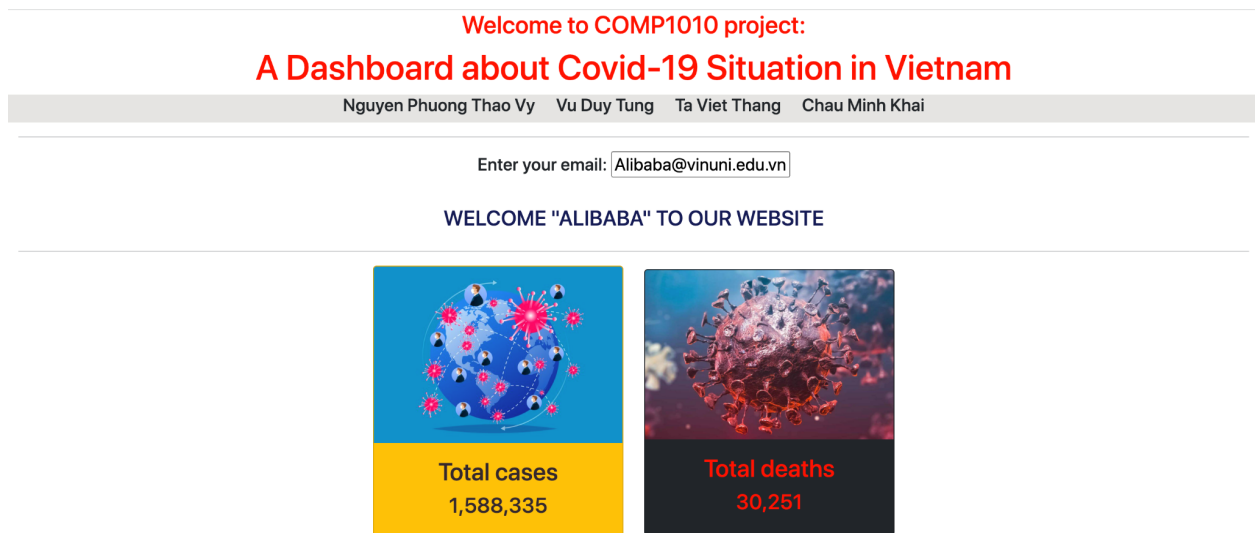 Welcome to COMP1010 project:
A Dashboard about Covid-19 Situation in Vietnam
Nguyen Phuong Thao Vy Vu Duy Tung Ta Viet Thang Chau Minh Khai
Enter your email: Alibaba@vinuni.edu.vn
WELCOME "ALIBABA" TO OUR WEBSITE
Total cases
1,588,335
Total deaths
30,251